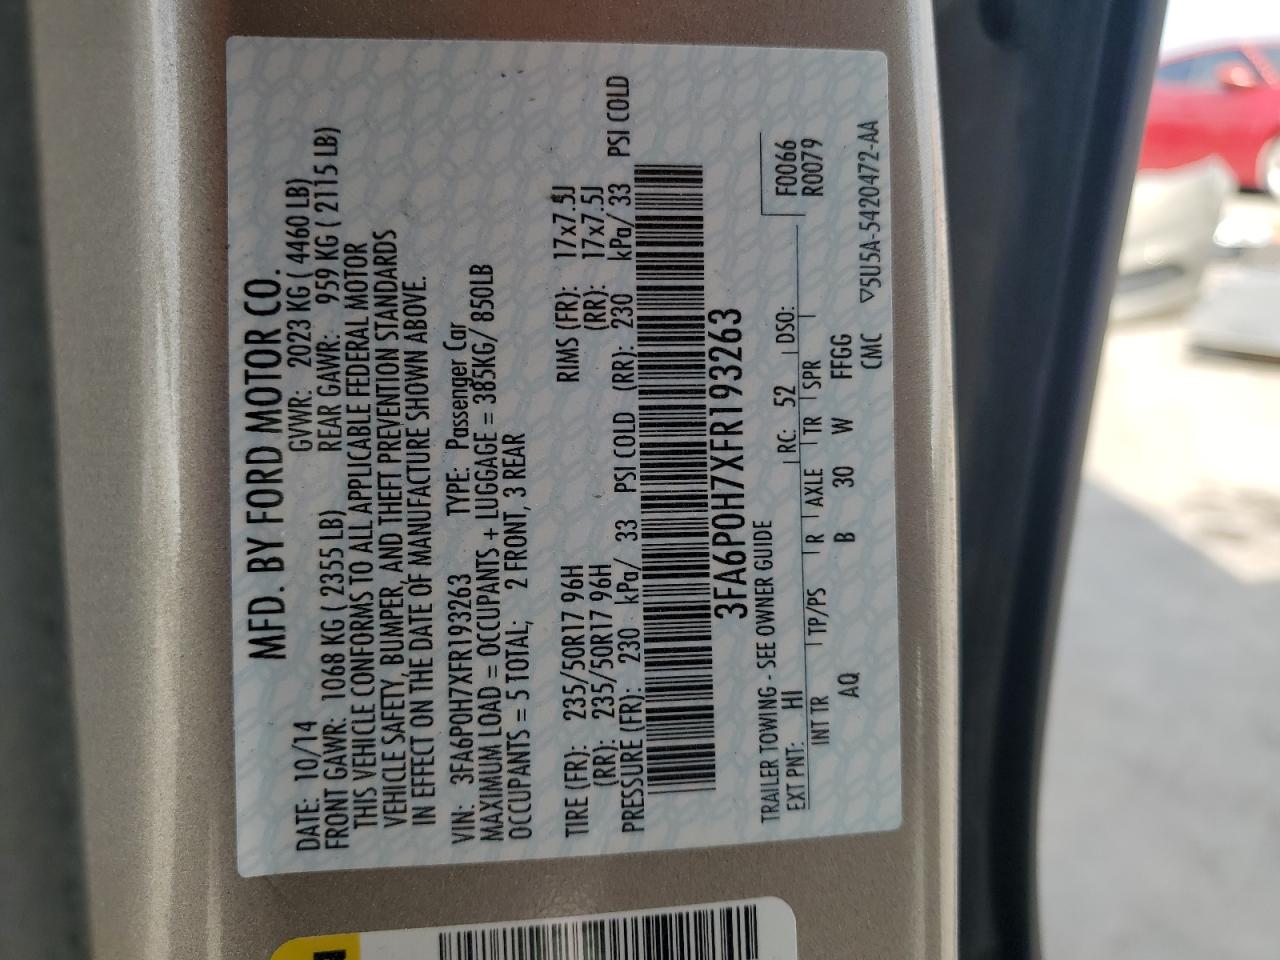 MFD. BY FORD MOTOR CO.
DATE: 10/14 GVWR: 2023 KG ( 4460 LB)
FRONT GAWR: 1068 KG ( 2355 LB) REAR GAWR: 959 KG ( 2115 LB)
THIS VEHICLE CONFORMS TO ALL APPLICABLE FEDERAL MOTOR
VEHICLE SAFETY, BUMPER, AND THEFT PREVENTION STANDARDS
IN EFFECT ON THE DATE OF MANUFACTURE SHOWN ABOVE.
VIN: 3FA6P0H7XFR193263 TYPE: Passenger Car
MAXIMUM LOAD = OCCUPANTS + LUGGAGE = 385KG/ 850LB
OCCUPANTS = 5 TOTAL; 2 FRONT, 3 REAR
TIRE (FR): 235/50R17 96H RIMS (FR): 17x7.5J
(RR): 235/50R17 96H (RR): 17x7.5J
PRESSURE (FR): 230 kPa/ 33 PSI COLD (RR): 230 kPa/ 33 PSI COLD
3FA6P0H7XFR193263
TRAILER TOWING - SEE OWNER GUIDE F0066
EXT PNT: HI RC: 52 DSO: R0079
INT TR TP/PS R AXLE TR SPR
AQ B 30 W FFGG
CMC ▽5U5A-5420472-AA